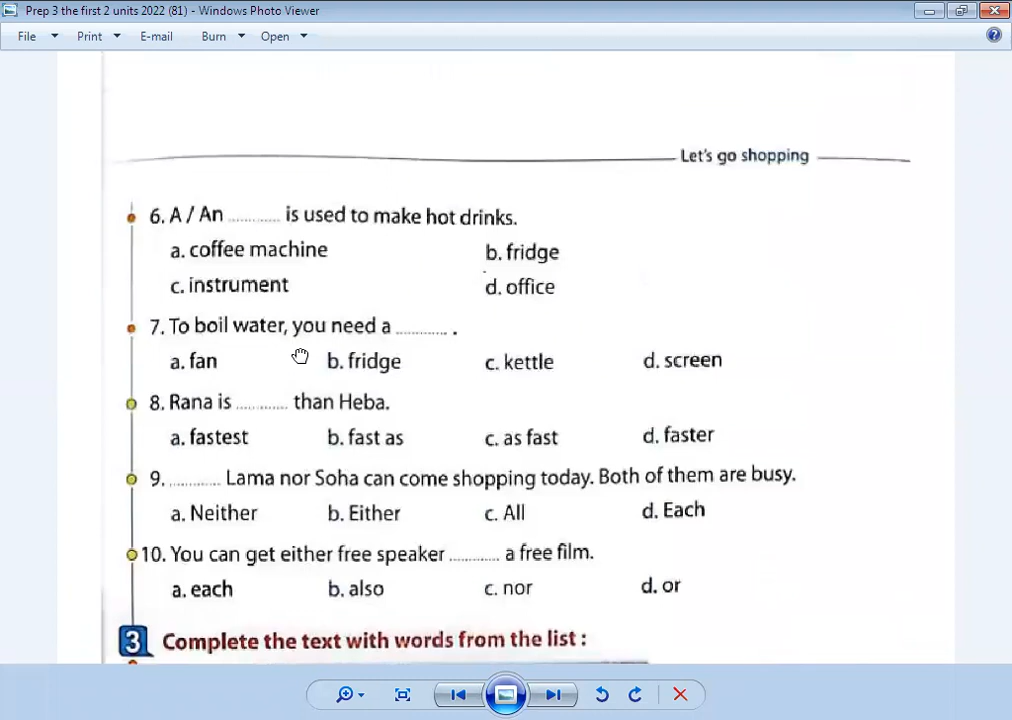 Prep 3 the first 2 units 2022 (81) - Windows Photo Viewer
File Print E-mail Burn Open
Let's go shopping
6. A / An ............ is used to make hot drinks.
a. coffee machine b. fridge
c. instrument d. office
7. To boil water, you need a ............ .
a. fan b. fridge c. kettle d. screen
8. Rana is ............ than Heba.
a. fastest b. fast as c. as fast d. faster
9. ............ Lama nor Soha can come shopping today. Both of them are busy.
a. Neither b. Either c. All d. Each
10. You can get either free speaker ............ a free film.
a. each b. also c. nor d. or
3 Complete the text with words from the list :